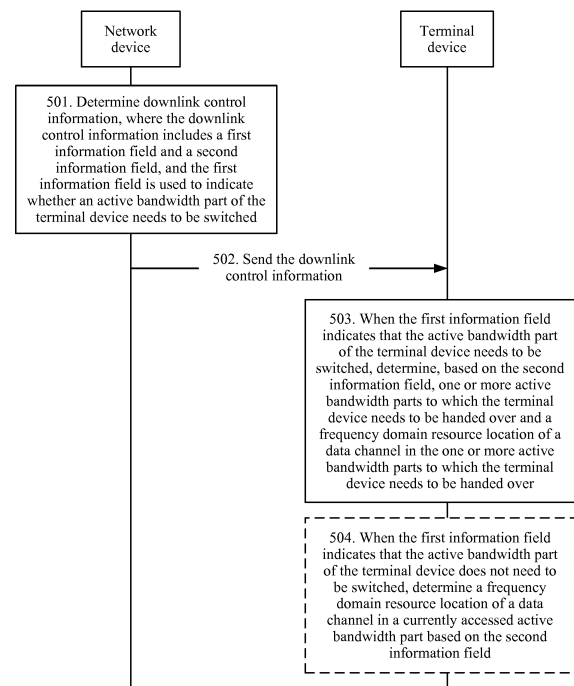 Network
device
Terminal
device
501. Determine downlink control
information, where the downlink
control information includes a first
information field and a second
information field, and the first
information field is used to indicate
whether an active bandwidth part of the
terminal device needs to be switched
502. Send the downlink
control information
503. When the first information field
indicates that the active bandwidth part
of the terminal device needs to be
switched, determine, based on the second
information field, one or more active
bandwidth parts to which the terminal
device needs to be handed over and a
frequency domain resource location of a
data channel in the one or more active
bandwidth parts to which the terminal
device needs to be handed over
504. When the first information field
indicates that the active bandwidth part
of the terminal device does not need to
be switched, determine a frequency
domain resource location of a data
channel in a currently accessed active
bandwidth part based on the second
information field